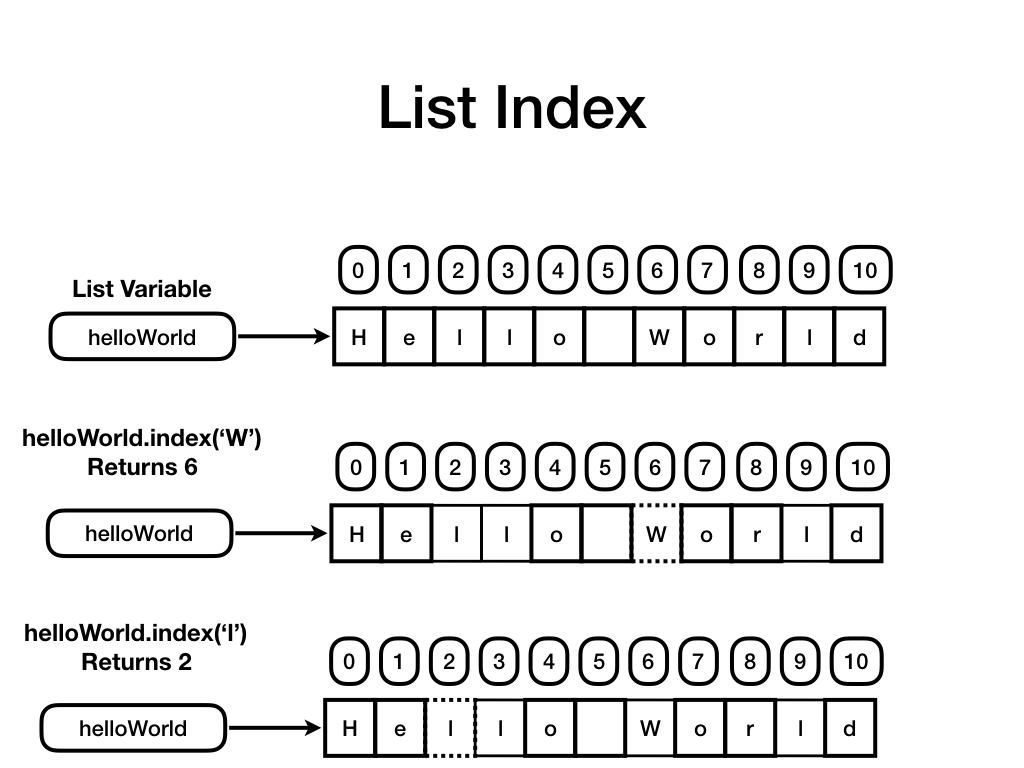 List Index
0 1 2 3 4 5 6 7 8 9 10
List Variable
helloWorld
H e l l o W o r l d
helloWorld.index(‘W’)
Returns 6
0 1 2 3 4 5 6 7 8 9 10
helloWorld
H e l l o W o r l d
helloWorld.index(‘l’)
Returns 2
0 1 2 3 4 5 6 7 8 9 10
helloWorld
H e l l o W o r l d